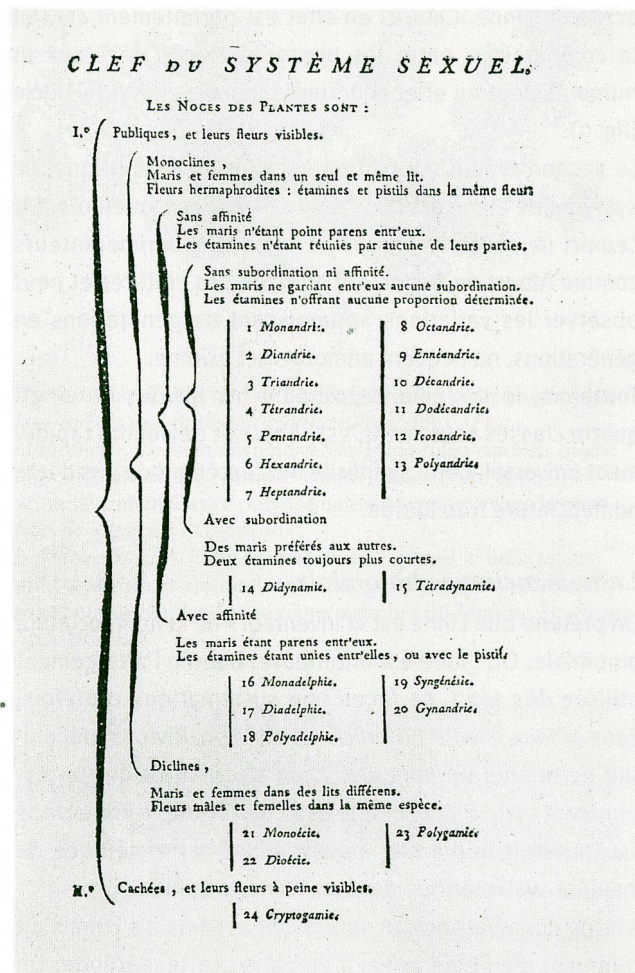 CLEF DU SYSTÈME SEXUEL.
LES NOCES DES PLANTES SONT :
I.º Publiques, et leurs fleurs visibles.
Monoclines,
Maris et femmes dans un seul et même lit.
Fleurs hermaphrodites : étamines et pistils dans la même fleurs
Sans affinité
Les maris n'étant point parens entr'eux.
Les étamines n'étant réunies par aucune de leurs parties.
Sans subordination ni affinité.
Les maris ne gardant entr'eux aucune subordination.
Les étamines n'offrant aucune proportion déterminée.
1 Monandrie.
2 Diandrie.
3 Triandrie.
4 Tétrandrie.
5 Pentandrie.
6 Hexandrie.
7 Heptandrie.
8 Octandrie.
9 Ennéandrie.
10 Décandrie.
11 Dodécandrie.
12 Icosandrie.
13 Polyandrie.
Avec subordination
Des maris préférés aux autres.
Deux étamines toujours plus courtes.
14 Didynamie.
15 Tétradynamie.
Avec affinité
Les maris étant parens entr'eux.
Les étamines étant unies entr'elles, ou avec le pistil.
16 Monadelphie.
17 Diadelphie.
18 Polyadelphie.
19 Syngénésie.
20 Gynandrie.
Diclines,
Maris et femmes dans des lits différens.
Fleurs mâles et femelles dans la même espèce.
21 Monoécie.
22 Dioécie.
23 Polygamie.
Cachées, et leurs fleurs à peine visibles.
24 Cryptogamie.